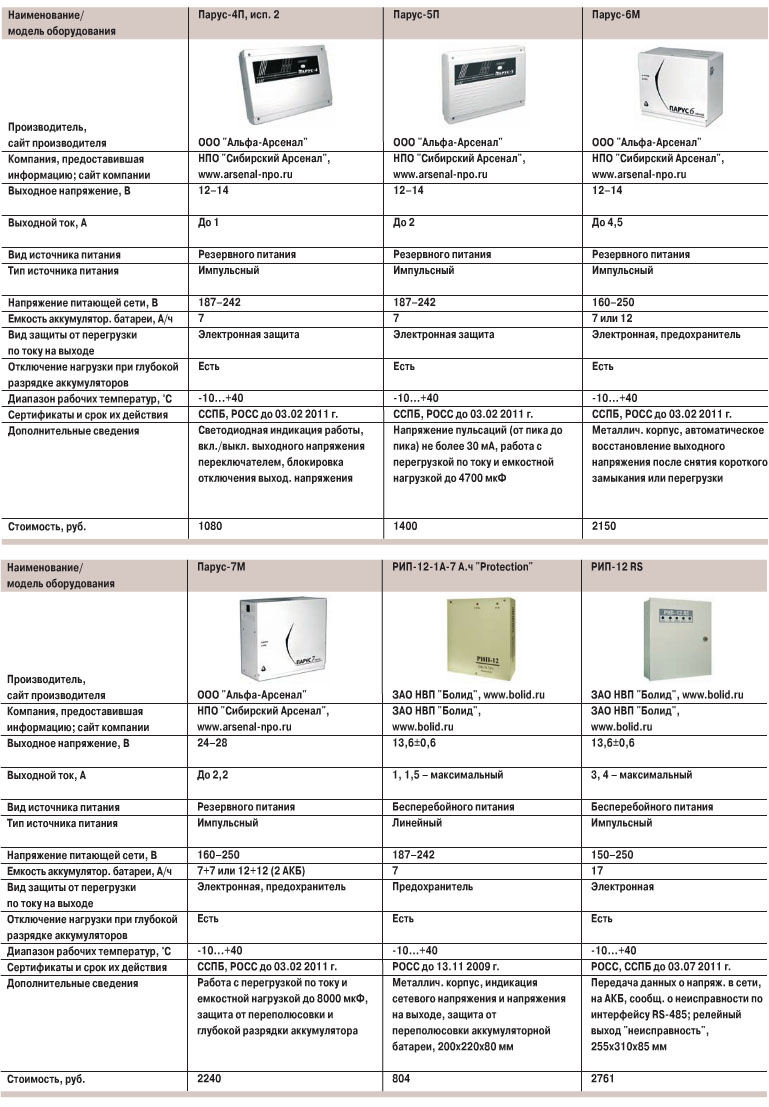 Наименование/ Парус-4П, исп. 2 Парус-5П Парус-6М
модель оборудования
ПАРУС-4 ПАРУС-5 ПАРУС 6
Производитель,
сайт производителя ООО "Альфа-Арсенал" ООО "Альфа-Арсенал" ООО "Альфа-Арсенал"
Компания, предоставившая НПО "Сибирский Арсенал", НПО "Сибирский Арсенал", НПО "Сибирский Арсенал",
информацию; сайт компании www.arsenal-npo.ru www.arsenal-npo.ru www.arsenal-npo.ru
Выходное напряжение, В 12–14 12–14 12–14
Выходной ток, А До 1 До 2 До 4,5
Вид источника питания Резервного питания Резервного питания Резервного питания
Тип источника питания Импульсный Импульсный Импульсный
Напряжение питающей сети, В 187–242 187–242 160–250
Емкость аккумулятор. батареи, А/ч 7 7 7 или 12
Вид защиты от перегрузки Электронная защита Электронная защита Электронная, предохранитель
по току на выходе
Отключение нагрузки при глубокой Есть Есть Есть
разрядке аккумуляторов
Диапазон рабочих температур, °С -10...+40 -10...+40 -10...+40
Сертификаты и срок их действия ССПБ, РОСС до 03.02 2011 г. ССПБ, РОСС до 03.02 2011 г. ССПБ, РОСС до 03.02 2011 г.
Дополнительные сведения Светодиодная индикация работы, Напряжение пульсаций (от пика до Металлич. корпус, автоматическое
вкл./выкл. выходного напряжения пика) не более 30 мА, работа с восстановление выходного
переключателем, блокировка перегрузкой по току и емкостной напряжения после снятия короткого
отключения выход. напряжения нагрузкой до 4700 мкФ замыкания или перегрузки
Стоимость, руб. 1080 1400 2150
Наименование/ Парус-7М РИП-12-1А-7 А.ч "Protection" РИП-12 RS
модель оборудования
ПАРУС 7 РИП-12 РИП-12 RS
Производитель,
сайт производителя ООО "Альфа-Арсенал" ЗАО НВП "Болид", www.bolid.ru ЗАО НВП "Болид", www.bolid.ru
Компания, предоставившая НПО "Сибирский Арсенал", ЗАО НВП "Болид", ЗАО НВП "Болид",
информацию; сайт компании www.arsenal-npo.ru www.bolid.ru www.bolid.ru
Выходное напряжение, В 24–28 13,6±0,6 13,6±0,6
Выходной ток, А До 2,2 1, 1,5 – максимальный 3, 4 – максимальный
Вид источника питания Резервного питания Бесперебойного питания Бесперебойного питания
Тип источника питания Импульсный Линейный Импульсный
Напряжение питающей сети, В 160–250 187–242 150–250
Емкость аккумулятор. батареи, А/ч 7+7 или 12+12 (2 АКБ) 7 17
Вид защиты от перегрузки Электронная, предохранитель Предохранитель Электронная
по току на выходе
Отключение нагрузки при глубокой Есть Есть Есть
разрядке аккумуляторов
Диапазон рабочих температур, °С -10...+40 -10...+40 -10...+40
Сертификаты и срок их действия ССПБ, РОСС до 03.02 2011 г. РОСС до 13.11 2009 г. РОСС, ССПБ до 03.07 2011 г.
Дополнительные сведения Работа с перегрузкой по току и Металлич. корпус, индикация Передача данных о напряж. в сети,
емкостной нагрузкой до 8000 мкФ, сетевого напряжения и напряжения на АКБ, сообщ. о неисправности по
защита от переполюсовки и на выходе, защита от интерфейсу RS-485; релейный
глубокой разрядки аккумулятора переполюсовки аккумуляторной выход "неисправность",
батареи, 200x220x80 мм 255x310x85 мм
Стоимость, руб. 2240 804 2761